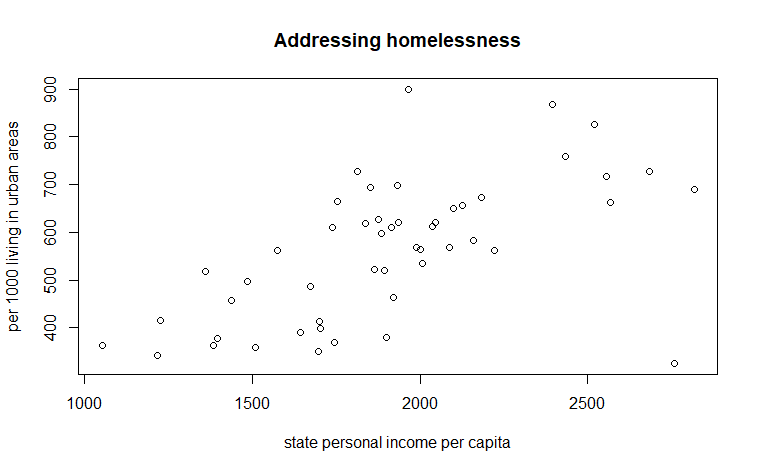 Addressing homelessness
per 1000 living in urban areas
900
800
700
600
500
400
1000 1500 2000 2500
state personal income per capita